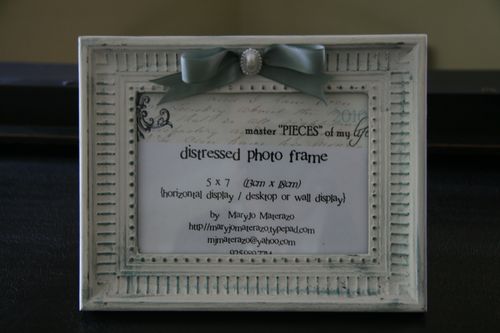 2010
master "PIECES" of my life
distressed photo frame
5 x 7 (13cm x 18cm)
{horizontal display / desktop or wall display}
by MaryJo Materazo
http://maryjomaterazo.typepad.com
mjmaterazo@yahoo.com